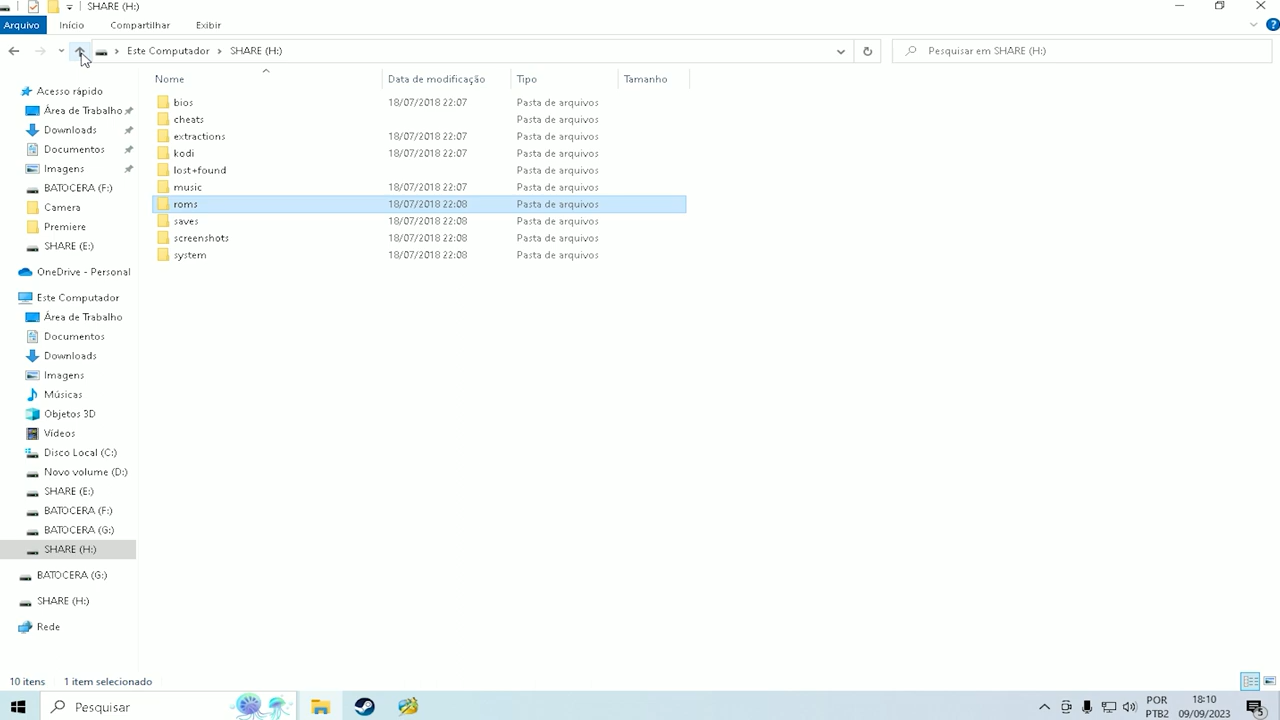 SHARE (H:)
Arquivo Início Compartilhar Exibir
Este Computador SHARE (H:) Pesquisar em SHARE (H:)
Nome Data de modificação Tipo Tamanho
bios 18/07/2018 22:07 Pasta de arquivos
cheats Pasta de arquivos
extractions 18/07/2018 22:07 Pasta de arquivos
kodi 18/07/2018 22:07 Pasta de arquivos
lost+found Pasta de arquivos
music 18/07/2018 22:07 Pasta de arquivos
roms 18/07/2018 22:08 Pasta de arquivos
saves 18/07/2018 22:08 Pasta de arquivos
screenshots 18/07/2018 22:08 Pasta de arquivos
system 18/07/2018 22:08 Pasta de arquivos
Acesso rápido
Área de Trabalho
Downloads
Documentos
Imagens
BATOCERA (F:)
Camera
Premiere
SHARE (E:)
OneDrive - Personal
Este Computador
Área de Trabalho
Documentos
Downloads
Imagens
Músicas
Objetos 3D
Vídeos
Disco Local (C:)
Novo volume (D:)
SHARE (E:)
BATOCERA (F:)
BATOCERA (G:)
SHARE (H:)
BATOCERA (G:)
SHARE (H:)
Rede
10 itens 1 item selecionado
Pesquisar
POR
PTB2
18:10
09/09/2023
5